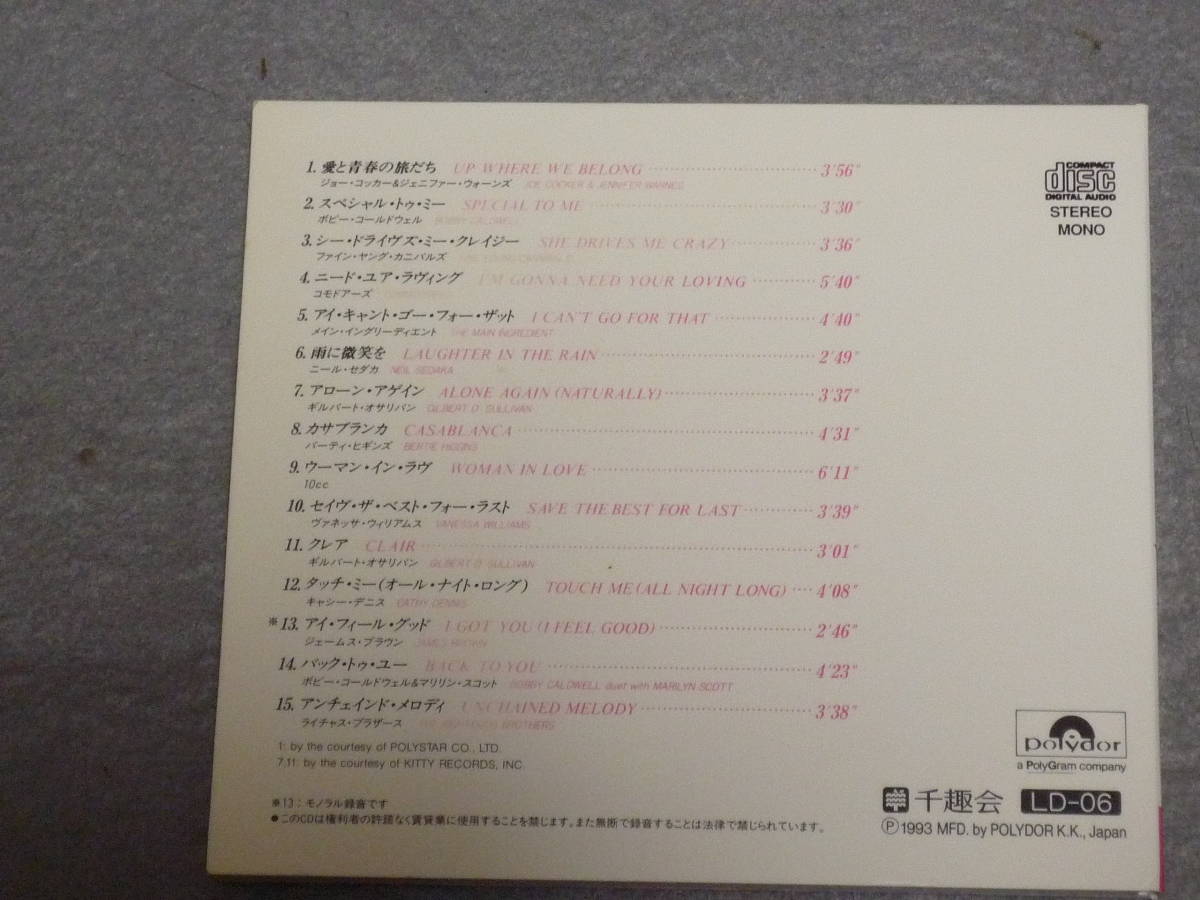 1. 愛と青春の旅だち UP WHERE WE BELONG 3'56"
ジョー・コッカー&ジェニファー・ウォーンズ JOE COCKER & JENNIFER WARNES
2. スペシャル・トゥ・ミー SPECIAL TO ME 3'30"
ボビー・コールドウェル BOBBY CALDWELL
3. シー・ドライヴズ・ミー・クレイジー SHE DRIVES ME CRAZY 3'36"
ファイン・ヤング・カニバルズ
4. ニード・ユア・ラヴィング I'M GONNA NEED YOUR LOVING 5'40"
コモドアーズ
5. アイ・キャント・ゴー・フォー・ザット I CAN'T GO FOR THAT 4'40"
メイン・イングリーディエント THE MAIN INGREDIENT
6. 雨に微笑を LAUGHTER IN THE RAIN 2'49"
ニール・セダカ NEIL SEDAKA
7. アローン・アゲイン ALONE AGAIN (NATURALLY) 3'37"
ギルバート・オサリバン GILBERT O' SULLIVAN
8. カサブランカ CASABLANCA 4'31"
バーティ・ヒギンズ BERTIE HIGGINS
9. ウーマン・イン・ラヴ WOMAN IN LOVE 6'11"
10cc
10. セイヴ・ザ・ベスト・フォー・ラスト SAVE THE BEST FOR LAST 3'39"
ヴァネッサ・ウィリアムス VANESSA WILLIAMS
11. クレア CLAIR 3'01"
ギルバート・オサリバン GILBERT O' SULLIVAN
12. タッチ・ミー(オール・ナイト・ロング) TOUCH ME (ALL NIGHT LONG) 4'08"
キャシー・デニス CATHY DENNIS
※13. アイ・フィール・グッド I GOT YOU (I FEEL GOOD) 2'46"
ジェームス・ブラウン JAMES BROWN
14. バック・トゥ・ユー BACK TO YOU 4'23"
ボビー・コールドウェル&マリリン・スコット BOBBY CALDWELL duet with MARILYN SCOTT
15. アンチェインド・メロディ UNCHAINED MELODY 3'38"
ライチャス・ブラザース THE RIGHTEOUS BROTHERS
1: by the courtesy of POLYSTAR CO., LTD.
7,11: by the courtesy of KITTY RECORDS, INC.
※13：モノラル録音です
●このCDは権利者の許諾なく賃貸業に使用することを禁じます。また無断で録音することは法律で禁じられています。
COMPACT
disc
DIGITAL AUDIO
STEREO
MONO
polydor
a PolyGram company
千趣会 LD-06
Ⓟ1993 MFD. by POLYDOR K.K., Japan